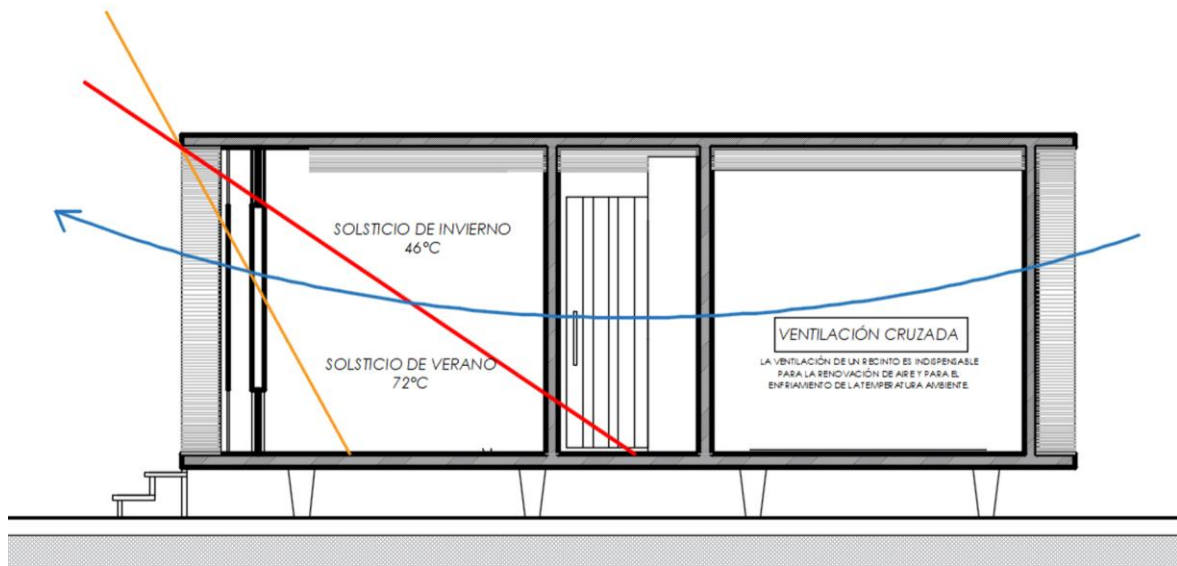 SOLSTICIO DE INVIERNO
46°C
SOLSTICIO DE VERANO
72°C
VENTILACIÓN CRUZADA
LA VENTILACIÓN DE UN RECINTO ES INDISPENSABLE
PARA LA RENOVACIÓN DE AIRE Y PARA EL
ENFRIAMIENTO DE LA TEMPERATURA AMBIENTE.